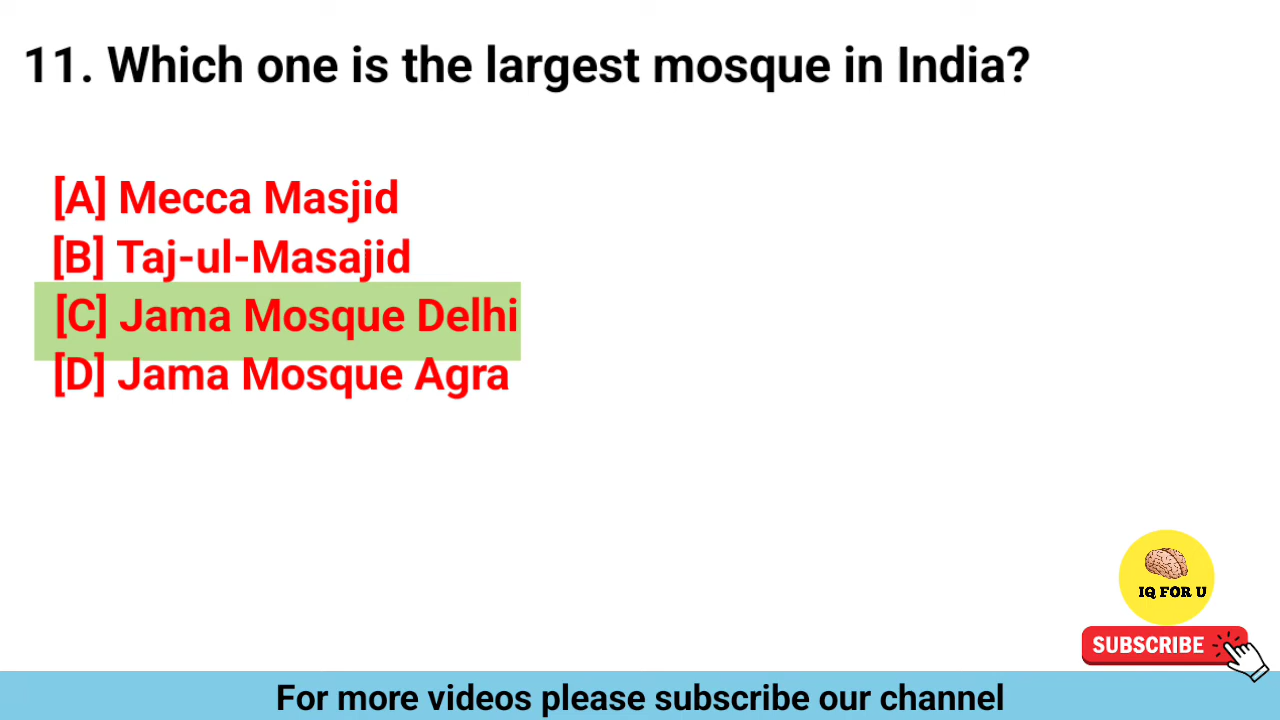 11. Which one is the largest mosque in India?
[A] Mecca Masjid
[B] Taj-ul-Masajid
[C] Jama Mosque Delhi
[D] Jama Mosque Agra
IQ FOR U
SUBSCRIBE
For more videos please subscribe our channel